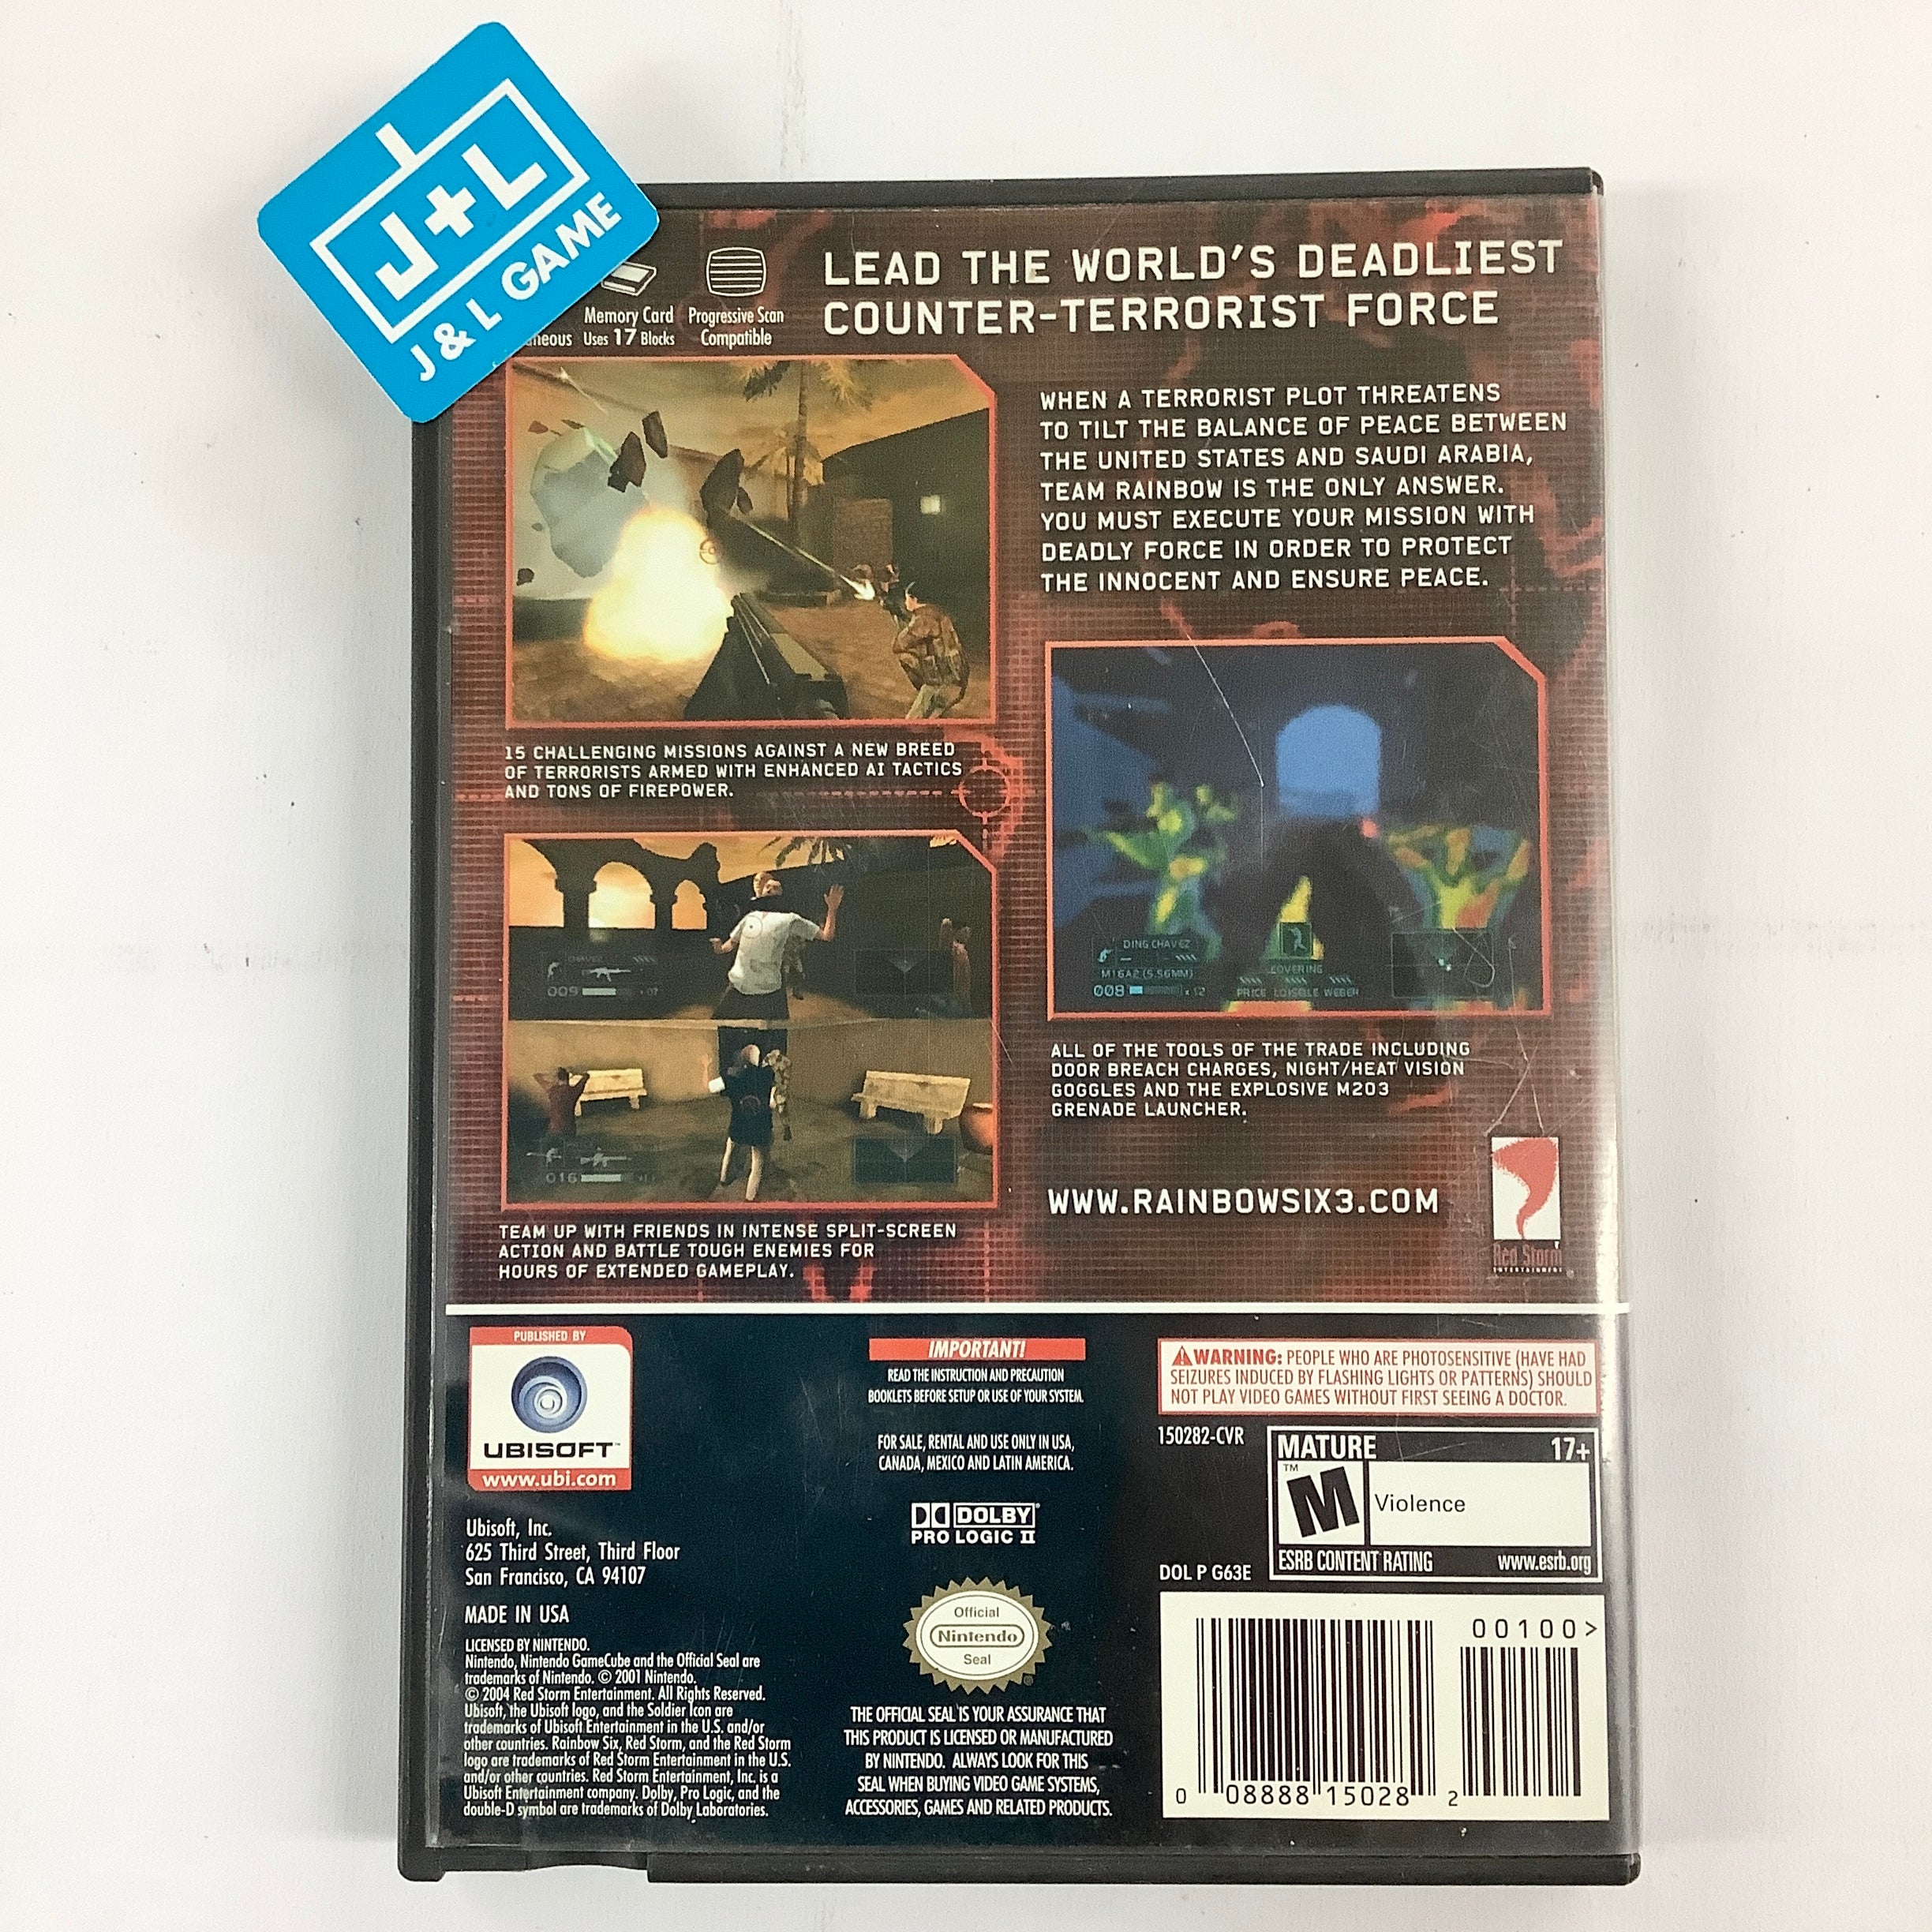 J+L
J & L GAME
Memory Card
Uses 17 Blocks
Progressive Scan
Compatible
LEAD THE WORLD'S DEADLIEST
COUNTER-TERRORIST FORCE
WHEN A TERRORIST PLOT THREATENS
TO TILT THE BALANCE OF PEACE BETWEEN
THE UNITED STATES AND SAUDI ARABIA,
TEAM RAINBOW IS THE ONLY ANSWER.
YOU MUST EXECUTE YOUR MISSION WITH
DEADLY FORCE IN ORDER TO PROTECT
THE INNOCENT AND ENSURE PEACE.
15 CHALLENGING MISSIONS AGAINST A NEW BREED
OF TERRORISTS ARMED WITH ENHANCED AI TACTICS
AND TONS OF FIREPOWER.
CHAVEZ
009
016
TEAM UP WITH FRIENDS IN INTENSE SPLIT-SCREEN
ACTION AND BATTLE TOUGH ENEMIES FOR
HOURS OF EXTENDED GAMEPLAY.
DING CHAVEZ
M16A2 (5.56MM)
008 x 12
COVERING
PRICE LOISELLE WEBER
ALL OF THE TOOLS OF THE TRADE INCLUDING
DOOR BREACH CHARGES, NIGHT/HEAT VISION
GOGGLES AND THE EXPLOSIVE M203
GRENADE LAUNCHER.
WWW.RAINBOWSIX3.COM
Red Storm
ENTERTAINMENT
PUBLISHED BY
UBISOFT™
www.ubi.com
Ubisoft, Inc.
625 Third Street, Third Floor
San Francisco, CA 94107
MADE IN USA
LICENSED BY NINTENDO.
Nintendo, Nintendo GameCube and the Official Seal are
trademarks of Nintendo. © 2001 Nintendo.
© 2004 Red Storm Entertainment. All Rights Reserved.
Ubisoft, the Ubisoft logo, and the Soldier Icon are
trademarks of Ubisoft Entertainment in the U.S. and/or
other countries. Rainbow Six, Red Storm, and the Red Storm
logo are trademarks of Red Storm Entertainment in the U.S.
and/or other countries. Red Storm Entertainment, Inc. is a
Ubisoft Entertainment company. Dolby, Pro Logic, and the
double-D symbol are trademarks of Dolby Laboratories.
IMPORTANT!
READ THE INSTRUCTION AND PRECAUTION
BOOKLETS BEFORE SETUP OR USE OF YOUR SYSTEM.
FOR SALE, RENTAL AND USE ONLY IN USA,
CANADA, MEXICO AND LATIN AMERICA.
DOLBY
PRO LOGIC II
Official
Nintendo
Seal
THE OFFICIAL SEAL IS YOUR ASSURANCE THAT
THIS PRODUCT IS LICENSED OR MANUFACTURED
BY NINTENDO. ALWAYS LOOK FOR THIS
SEAL WHEN BUYING VIDEO GAME SYSTEMS,
ACCESSORIES, GAMES AND RELATED PRODUCTS.
WARNING: PEOPLE WHO ARE PHOTOSENSITIVE (HAVE HAD
SEIZURES INDUCED BY FLASHING LIGHTS OR PATTERNS) SHOULD
NOT PLAY VIDEO GAMES WITHOUT FIRST SEEING A DOCTOR.
150282-CVR
MATURE 17+
M™
Violence
ESRB CONTENT RATING www.esrb.org
DOL P G63E
00100>
0 08888 15028 2